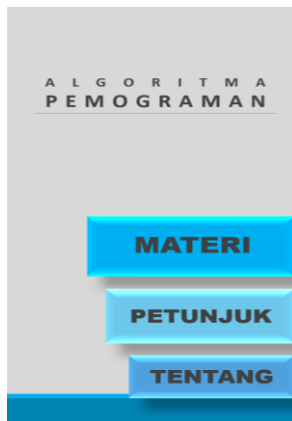 ALGORITMA
PEMOGRAMAN
MATERI
PETUNJUK
TENTANG